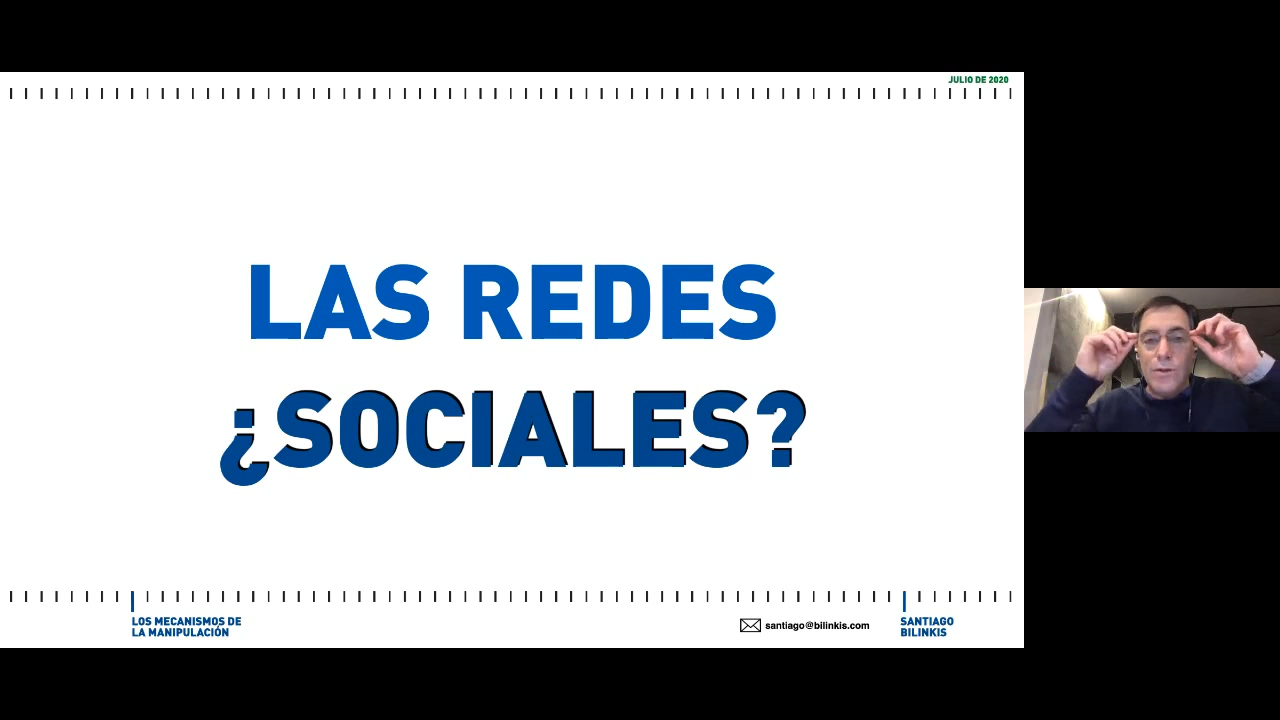 JULIO DE 2020
LAS REDES
¿SOCIALES?
LOS MECANISMOS DE
LA MANIPULACIÓN
santiago@bilinkis.com
SANTIAGO
BILINKIS